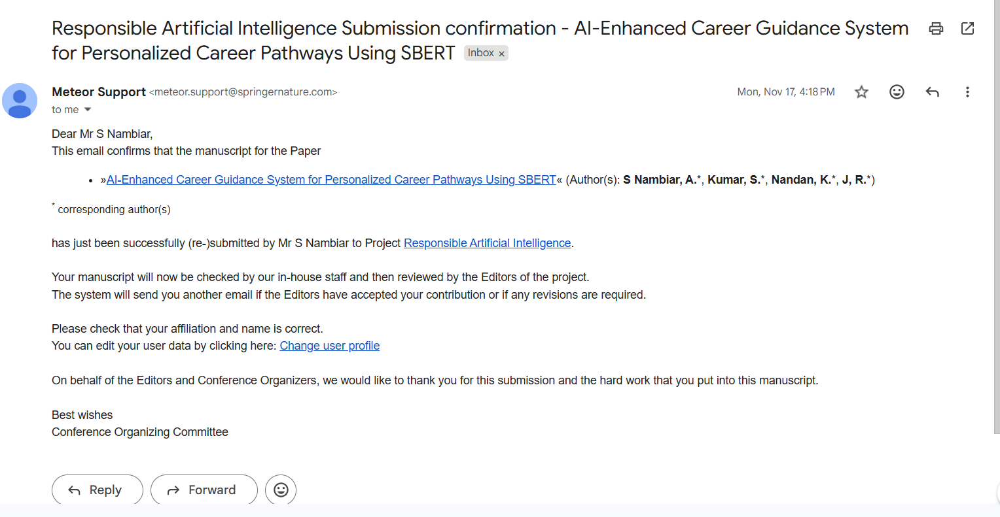 Responsible Artificial Intelligence Submission confirmation - AI-Enhanced Career Guidance System
for Personalized Career Pathways Using SBERT Inbox ×
Meteor Support <meteor.support@springernature.com> Mon, Nov 17, 4:18 PM
to me
Dear Mr S Nambiar,
This email confirms that the manuscript for the Paper
• »AI-Enhanced Career Guidance System for Personalized Career Pathways Using SBERT« (Author(s): S Nambiar, A.*, Kumar, S.*, Nandan, K.*, J, R.*)
* corresponding author(s)
has just been successfully (re-)submitted by Mr S Nambiar to Project Responsible Artificial Intelligence.
Your manuscript will now be checked by our in-house staff and then reviewed by the Editors of the project.
The system will send you another email if the Editors have accepted your contribution or if any revisions are required.
Please check that your affiliation and name is correct.
You can edit your user data by clicking here: Change user profile
On behalf of the Editors and Conference Organizers, we would like to thank you for this submission and the hard work that you put into this manuscript.
Best wishes
Conference Organizing Committee
Reply Forward